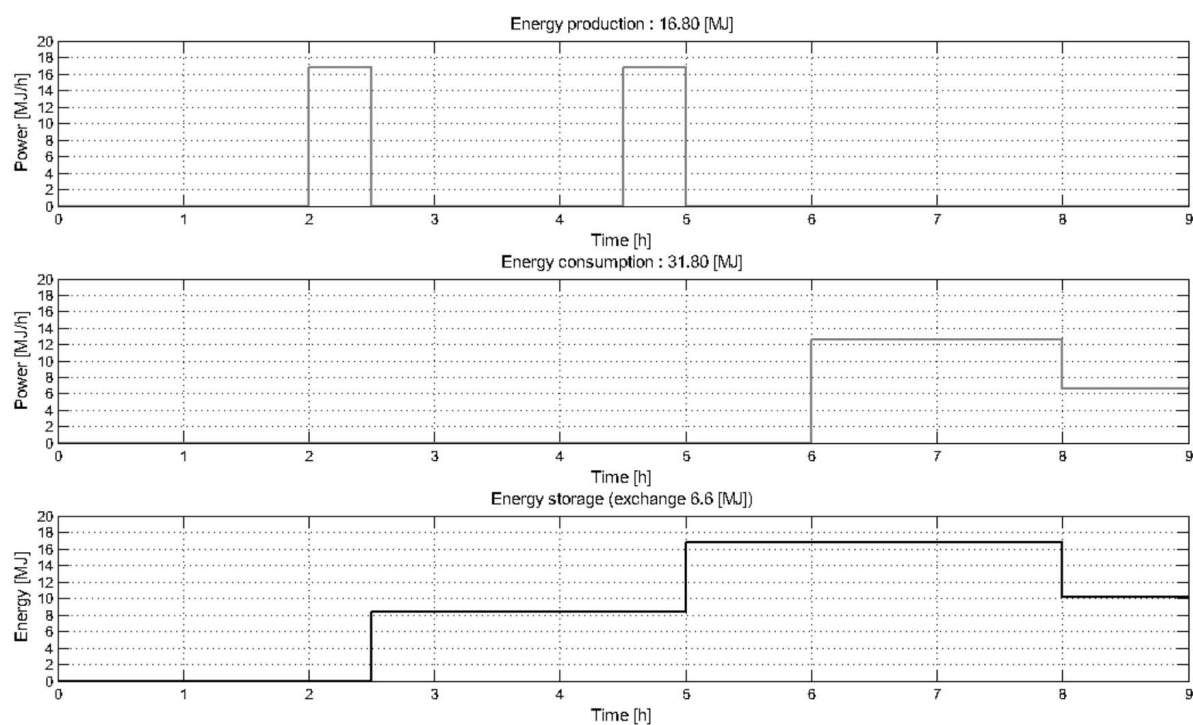 Energy production : 16.80 [MJ]
Power [MJ/h]
20
18
16
14
12
10
8
6
4
2
0
0 1 2 3 4 5 6 7 8 9
Time [h]
Energy consumption : 31.80 [MJ]
Power [MJ/h]
20
18
16
14
12
10
8
6
4
2
0
0 1 2 3 4 5 6 7 8 9
Time [h]
Energy storage (exchange 6.6 [MJ])
Energy [MJ]
20
18
16
14
12
10
8
6
4
2
0
0 1 2 3 4 5 6 7 8 9
Time [h]